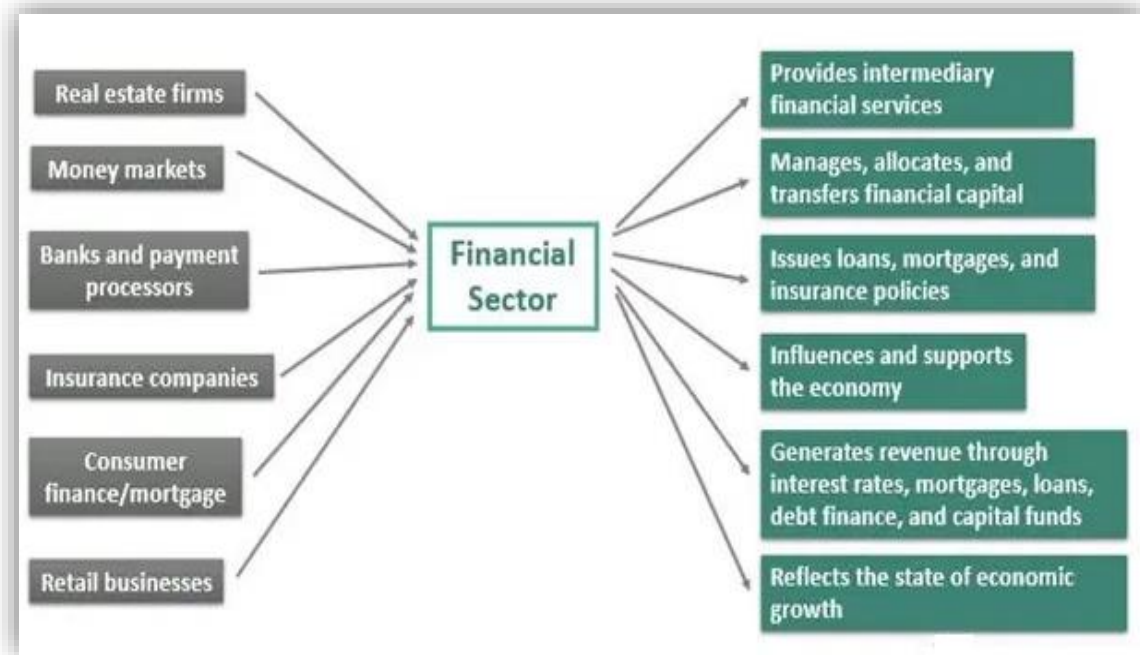 Real estate firms
Money markets
Banks and payment
processors
Insurance companies
Consumer
finance/mortgage
Retail businesses
Financial
Sector
Provides intermediary
financial services
Manages, allocates, and
transfers financial capital
Issues loans, mortgages, and
insurance policies
Influences and supports
the economy
Generates revenue through
interest rates, mortgages, loans,
debt finance, and capital funds
Reflects the state of economic
growth